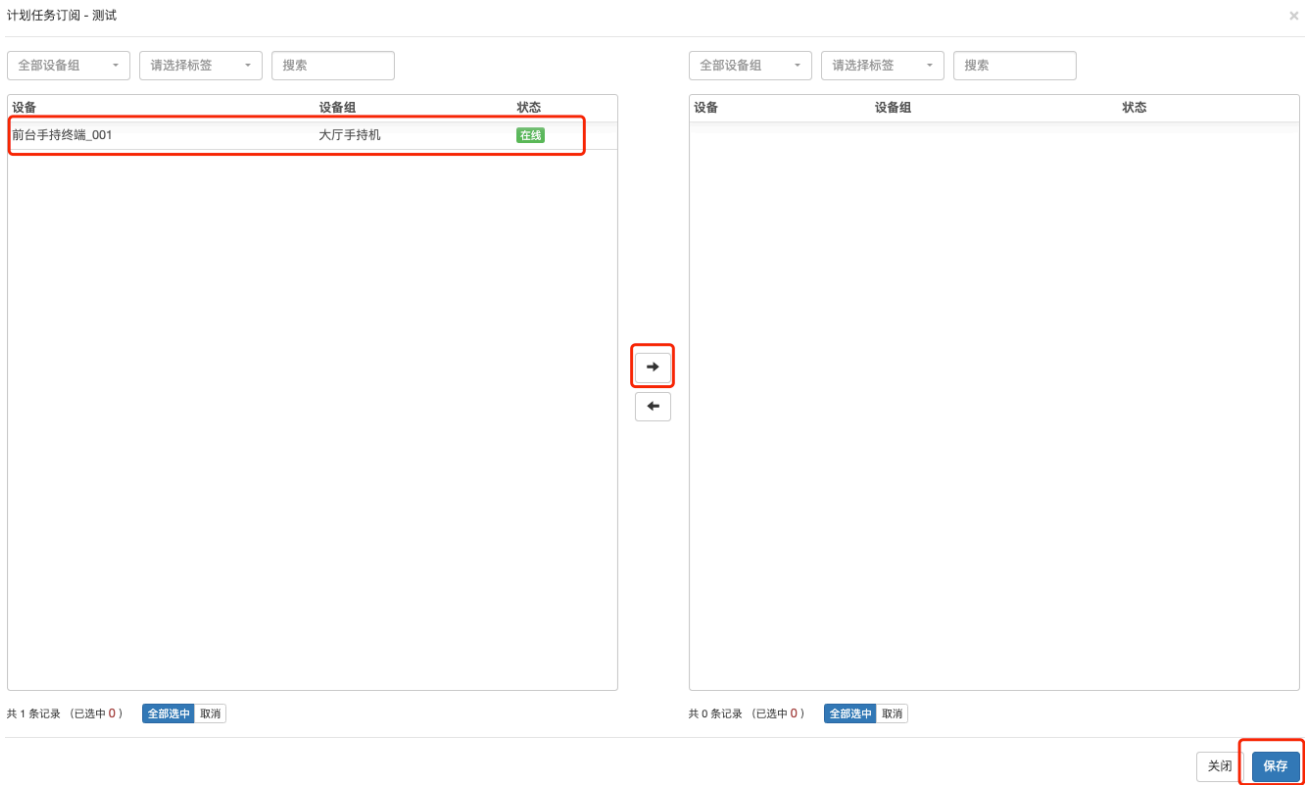 计划任务订阅 - 测试 ×
全部设备组 请选择标签 搜索
设备 设备组 状态
前台手持终端_001 大厅手持机 在线
共 1 条记录 (已选中 0 ) 全部选中 取消
全部设备组 请选择标签 搜索
设备 设备组 状态
共 0 条记录 (已选中 0 ) 全部选中 取消
关闭 保存